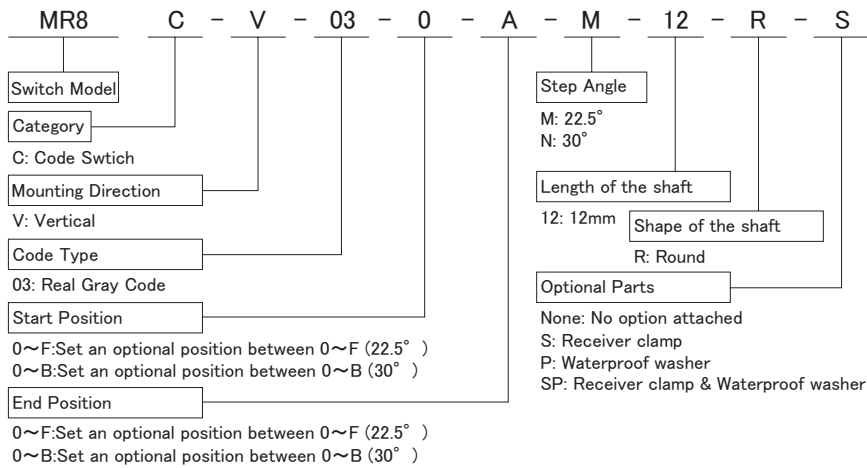 MR8 C - V - 03 - 0 - A - M - 12 - R - S
Switch Model
Category
C: Code Swtich
Mounting Direction
V: Vertical
Code Type
03: Real Gray Code
Start Position
0～F:Set an optional position between 0～F (22.5° )
0～B:Set an optional position between 0～B (30° )
End Position
0～F:Set an optional position between 0～F (22.5° )
0～B:Set an optional position between 0～B (30° )
Step Angle
M: 22.5°
N: 30°
Length of the shaft
12: 12mm
Shape of the shaft
R: Round
Optional Parts
None: No option attached
S: Receiver clamp
P: Waterproof washer
SP: Receiver clamp & Waterproof washer